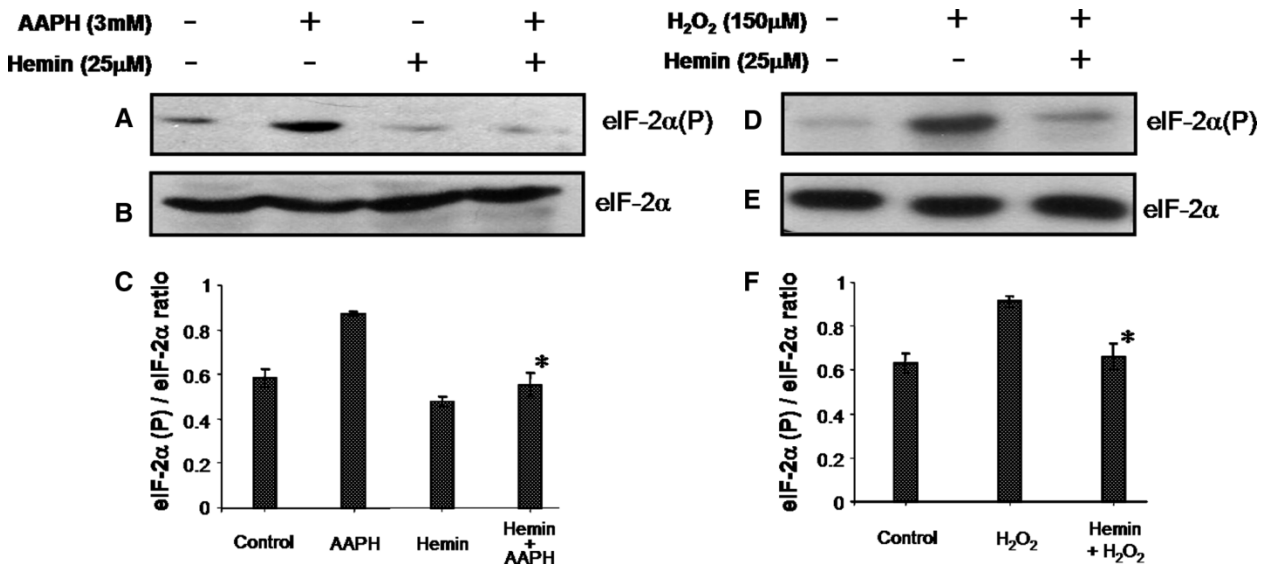 AAPH (3mM) - + - +
Hemin (25μM) - - + +
A eIF-2α(P)
B eIF-2α
C
eIF-2α (P) / eIF-2α ratio
1
0.8
0.6
0.4
0.2
0
Control AAPH Hemin Hemin + AAPH
*
H₂O₂ (150μM) - + +
Hemin (25μM) - - +
D eIF-2α(P)
E eIF-2α
F
eIF-2α (P) / eIF-2α ratio
1
0.8
0.6
0.4
0.2
0
Control H₂O₂ Hemin + H₂O₂
*